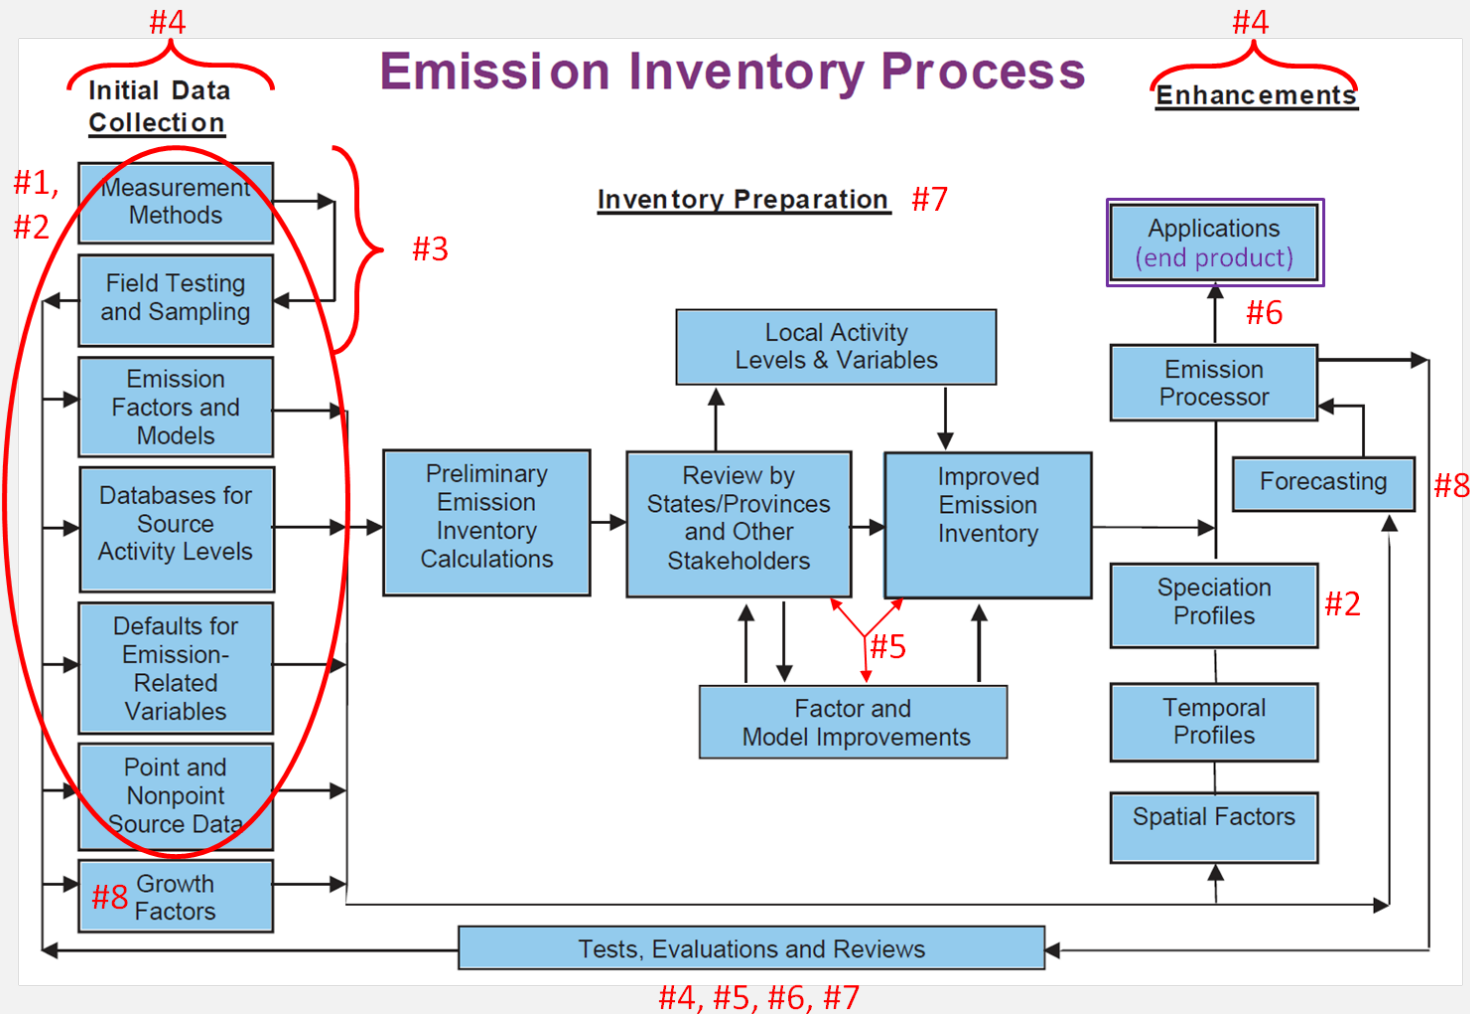 #4
#4
Emission Inventory Process
Initial Data
Collection
Enhancements
#1,
#2
Measurement
Methods
#3
Field Testing
and Sampling
Emission
Factors and
Models
Databases for
Source
Activity Levels
Defaults for
Emission-
Related
Variables
Point and
Nonpoint
Source Data
#8
Growth
Factors
Inventory Preparation
#7
Local Activity
Levels & Variables
Preliminary
Emission
Inventory
Calculations
Review by
States/Provinces
and Other
Stakeholders
Improved
Emission
Inventory
#5
Factor and
Model Improvements
Applications
(end product)
#6
Emission
Processor
Forecasting
#8
Speciation
Profiles
#2
Temporal
Profiles
Spatial Factors
Tests, Evaluations and Reviews
#4, #5, #6, #7